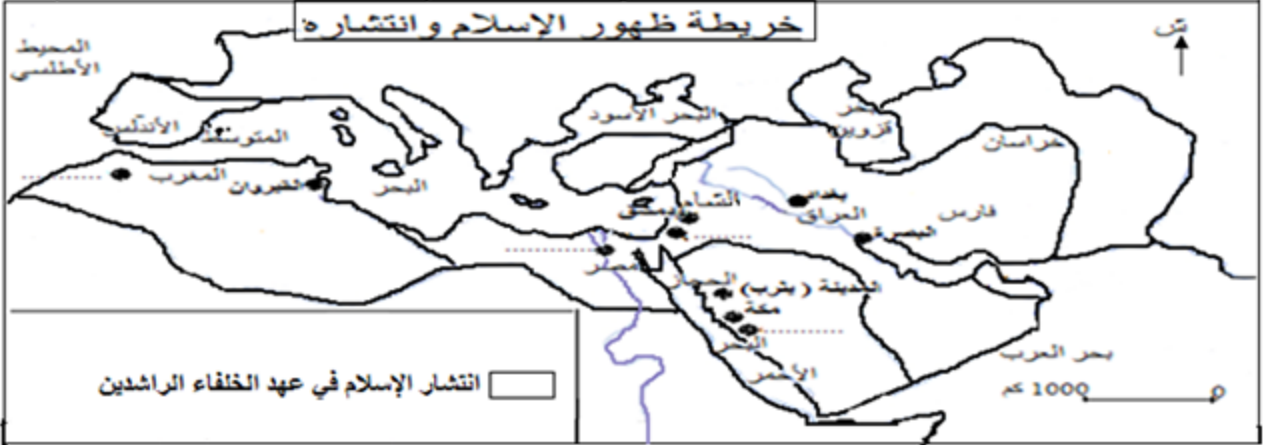 خريطة ظهور الإسلام وانتشاره
ش
المحيط
الأطلسي
البحر الأسود
بحر
قزوين
خراسان
الأندلس
المتوسط
المغرب
القيروان
البحر
الشام
دمشق
بغداد
العراق
فارس
البصرة
مصر
الحجاز
المدينة ( يثرب)
مكة
البحر
الأحمر
بحر العرب
0 1000 كم
انتشار الإسلام في عهد الخلفاء الراشدين